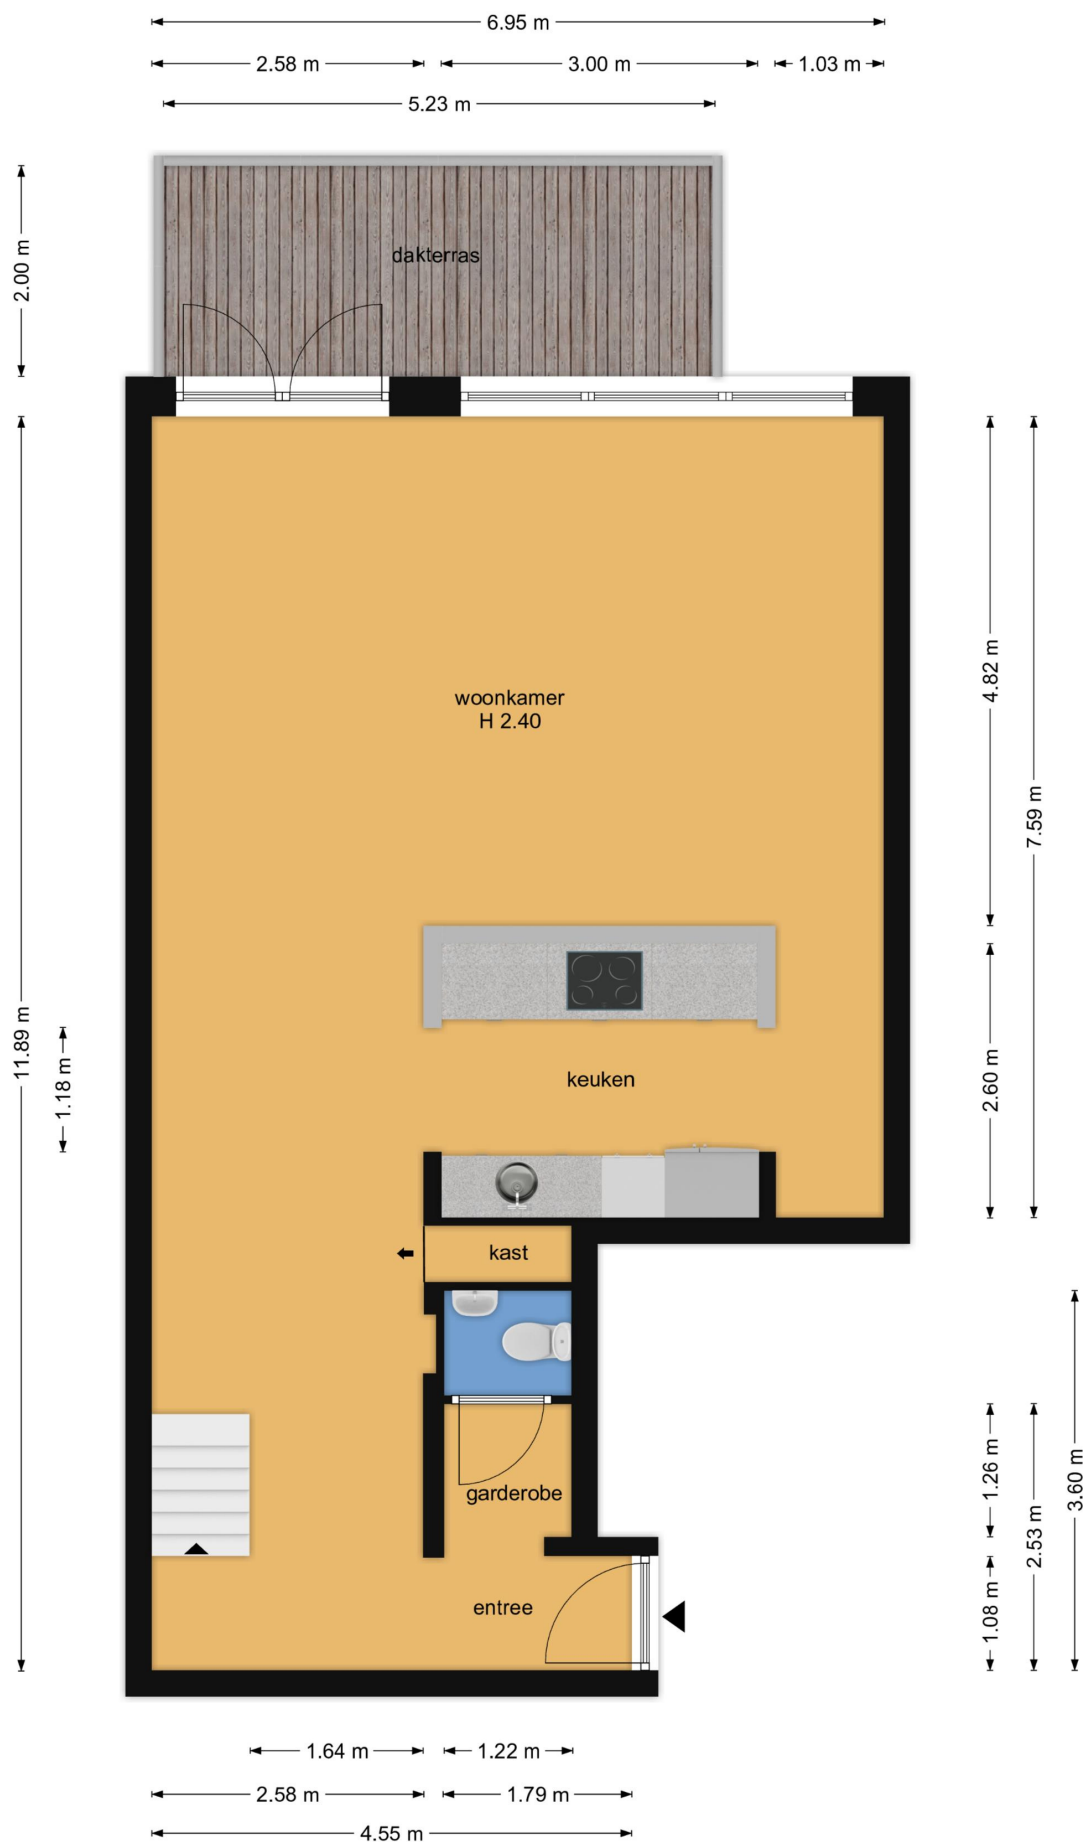 6.95 m
2.58 m
3.00 m
1.03 m
5.23 m
2.00 m
dakterras
11.89 m
1.18 m
woonkamer
H 2.40
4.82 m
7.59 m
2.60 m
keuken
kast
garderobe
entree
1.26 m
2.53 m
3.60 m
1.08 m
1.64 m
1.22 m
2.58 m
1.79 m
4.55 m